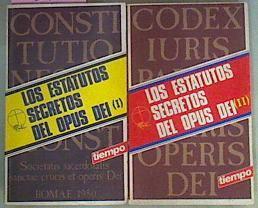 CONSTI
TUTIO
LOS ESTATUTOS
SECRETOS
DEL OPUS DEI (I)
CONST
tiempo
Societatis sacerdotalis
sanctae crucis et operis Dei
ROMAE 1950
CODEX
IURIS
LOS ESTATUTOS
SECRETOS (II)
DEL OPUS DEI
OPERIS
DEI
tiempo